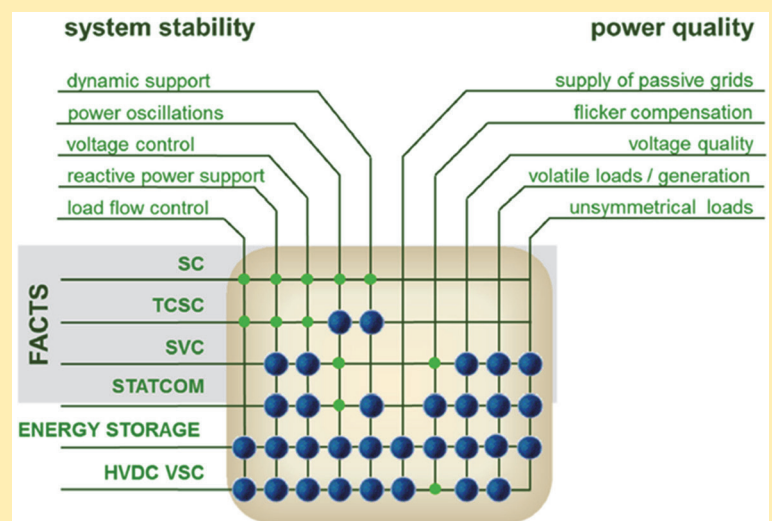 system stability
power quality
dynamic support
power oscillations
voltage control
reactive power support
load flow control
supply of passive grids
flicker compensation
voltage quality
volatile loads / generation
unsymmetrical loads
FACTS
SC
TCSC
SVC
STATCOM
ENERGY STORAGE
HVDC VSC